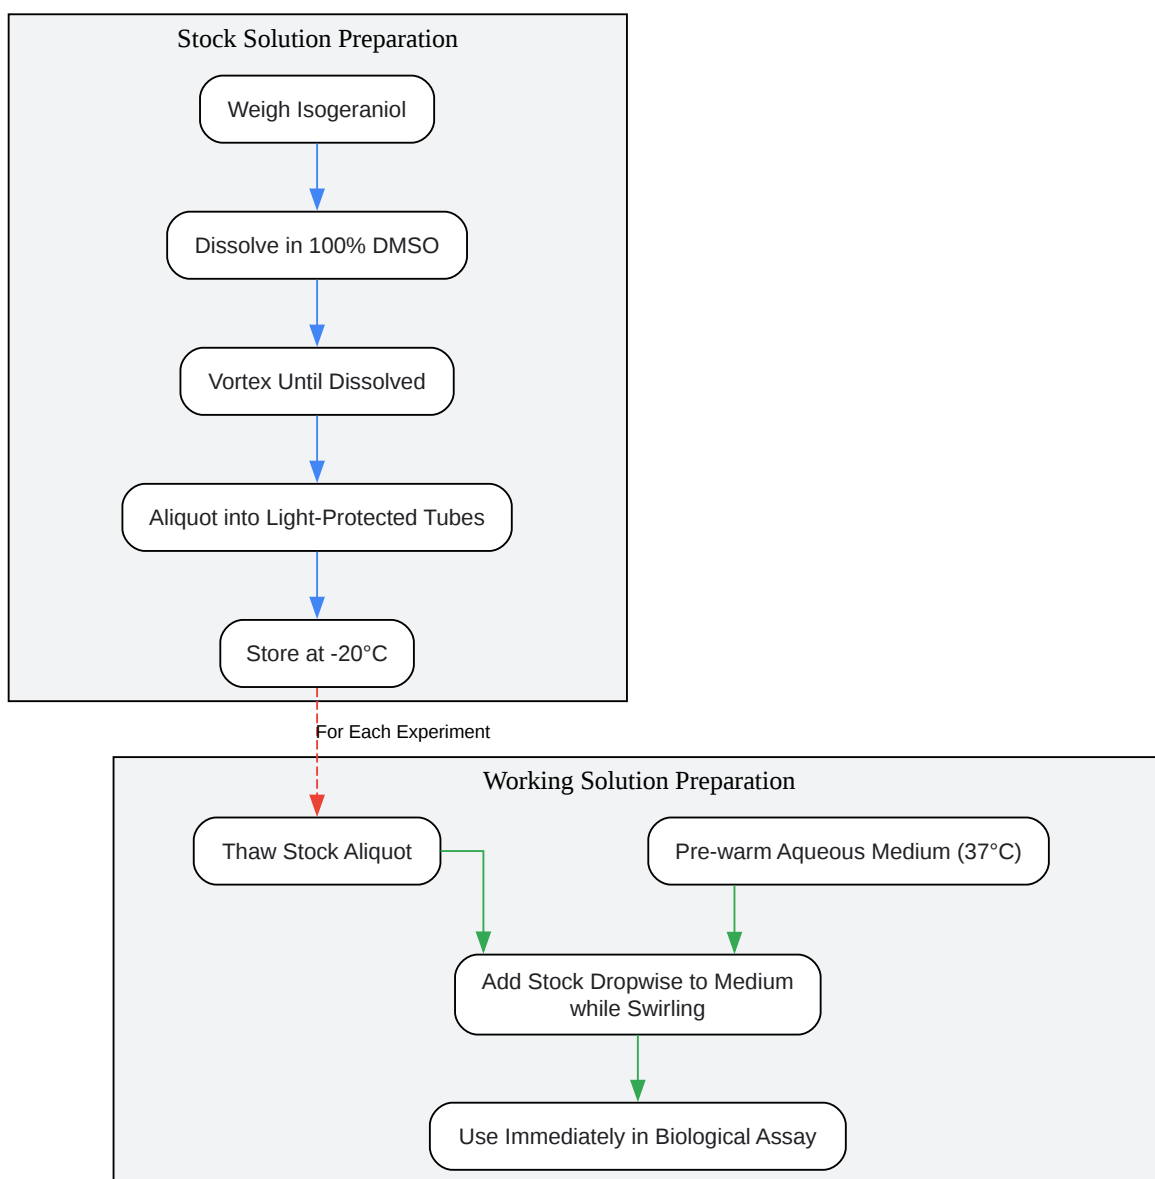 Stock Solution Preparation
Weigh Isogeraniol
Dissolve in 100% DMSO
Vortex Until Dissolved
Aliquot into Light-Protected Tubes
Store at -20°C
For Each Experiment
Working Solution Preparation
Thaw Stock Aliquot
Pre-warm Aqueous Medium (37°C)
Add Stock Dropwise to Medium
while Swirling
Use Immediately in Biological Assay